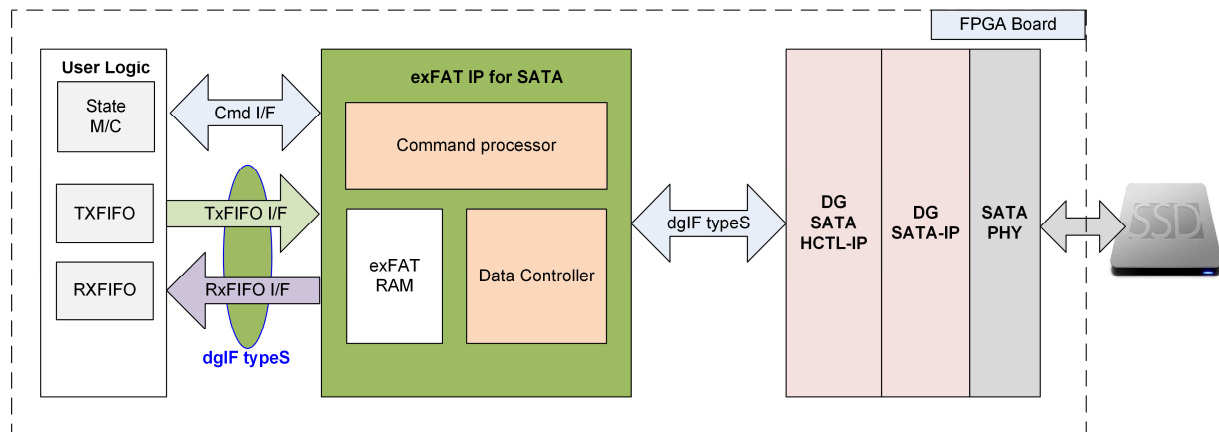 FPGA Board
User Logic
State
M/C
Cmd I/F
TXFIFO
TxFIFO I/F
RXFIFO
RxFIFO I/F
dgIF typeS
exFAT IP for SATA
Command processor
exFAT
RAM
Data Controller
dgIF typeS
DG
SATA
HCTL-IP
DG
SATA-IP
SATA
PHY
SSD